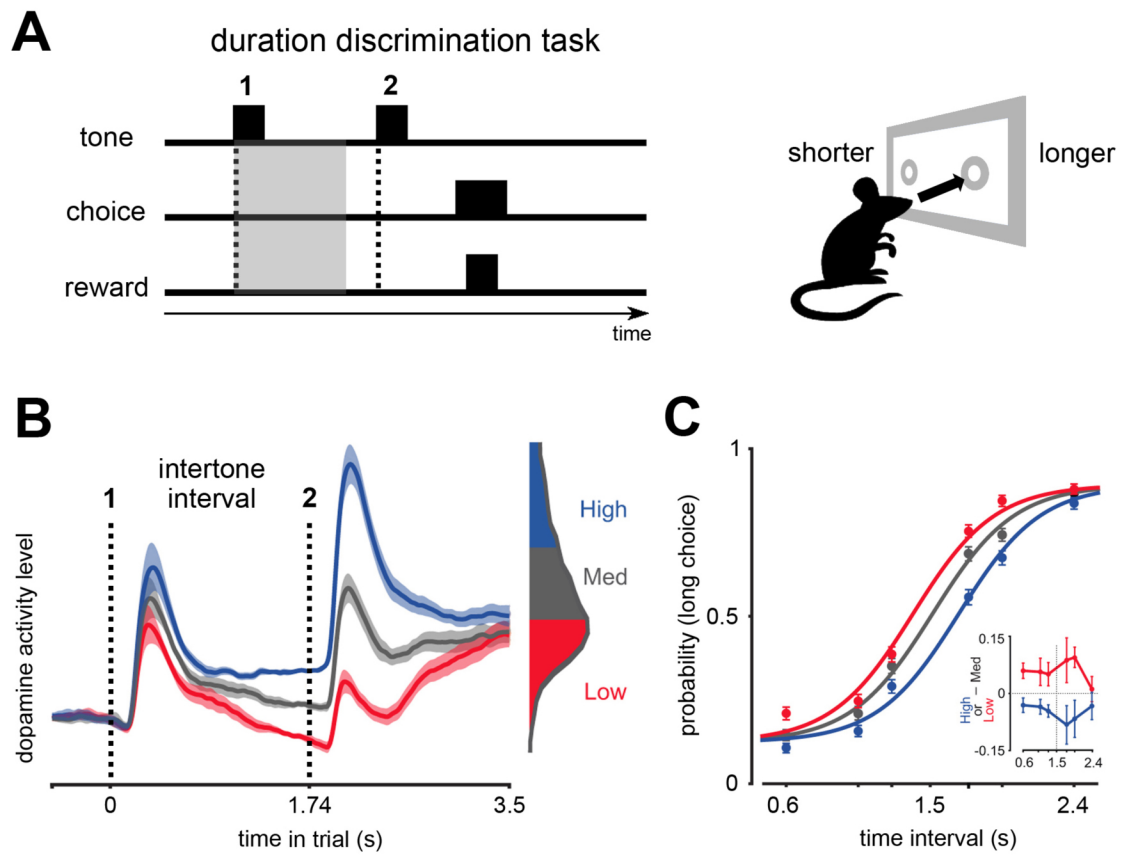 A
duration discrimination task
1
2
tone
choice
reward
time
shorter
longer
B
intertone
interval
1
2
High
Med
Low
dopamine activity level
0
1.74
3.5
time in trial (s)
C
probability (long choice)
1
0.5
0
0.6
1.5
2.4
time interval (s)
High
or
Low
– Med
0.15
0
-0.15
0.6
1.5
2.4